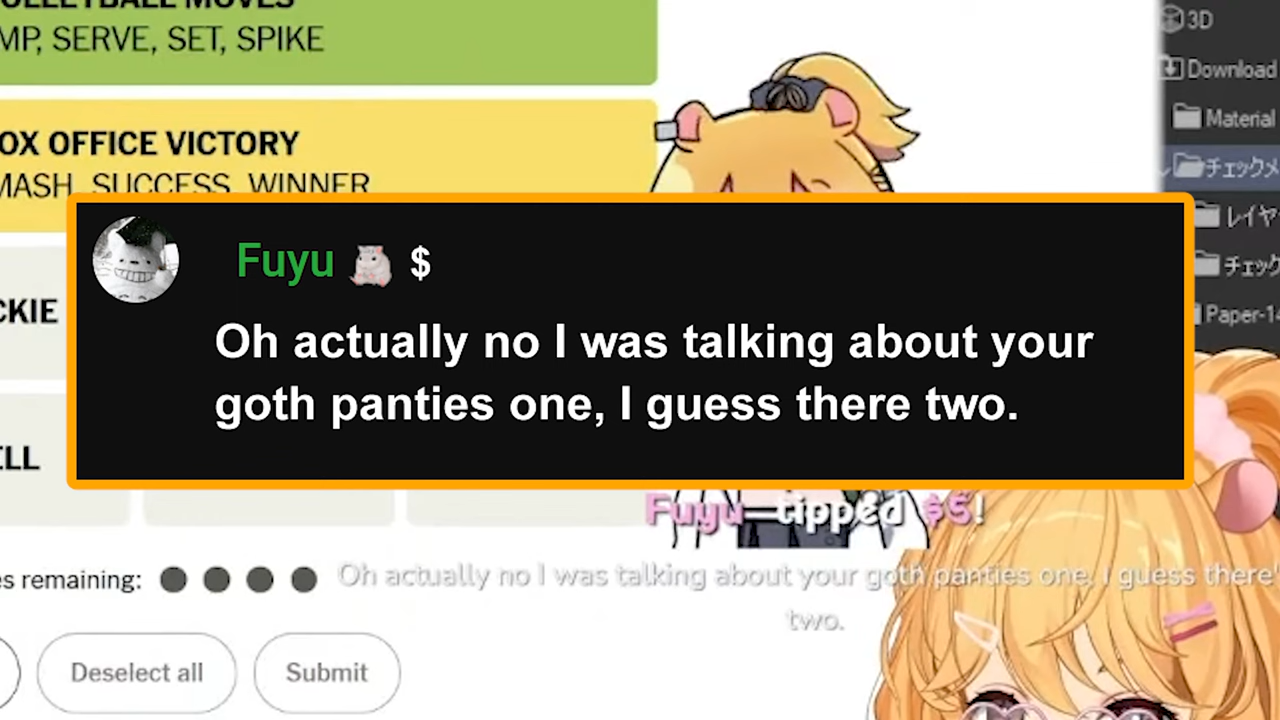 OLLEYBALL MOVES
MP, SERVE, SET, SPIKE
OX OFFICE VICTORY
MASH, SUCCESS, WINNER
CKIE
ELL
Fuyu $
Oh actually no I was talking about your
goth panties one, I guess there two.
Fuyu—tipped $5!
Oh actually no I was talking about your goth panties one, I guess there'
two.
es remaining:
Deselect all
Submit
3D
Download
Material
チェックメ
レイヤ
チェック
Paper-14